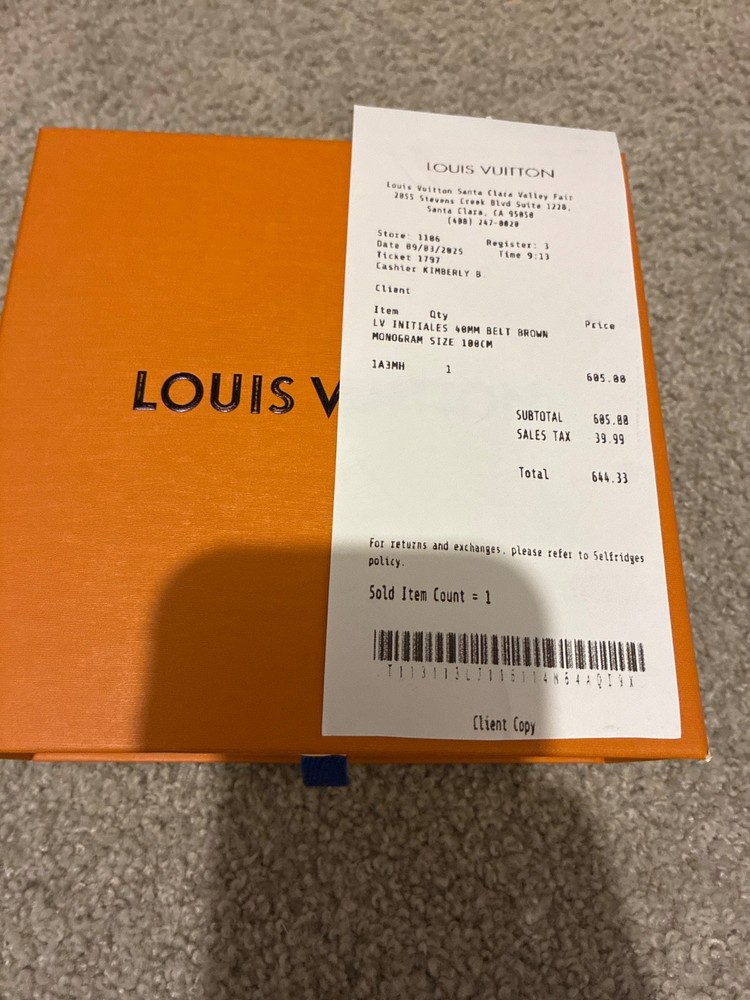 LOUIS V
LOUIS VUITTON
Louis Vuitton Santa Clara Valley Fair
2855 Stevens Creek Blvd Suite 1228,
Santa Clara, CA 95050
(408) 247-0020
Store: 1106 Register: 3
Date 09/03/2025 Time 9:13
Ticket 1797
Cashier KIMBERLY B.
Client
Item Qty Price
LV INITIALES 40MM BELT BROWN
MONOGRAM SIZE 100CM
1A3MH 1 605.00
SUBTOTAL 605.00
SALES TAX 39.99
Total 644.33
For returns and exchanges, please refer to Selfridges
policy.
Sold Item Count = 1
Client Copy